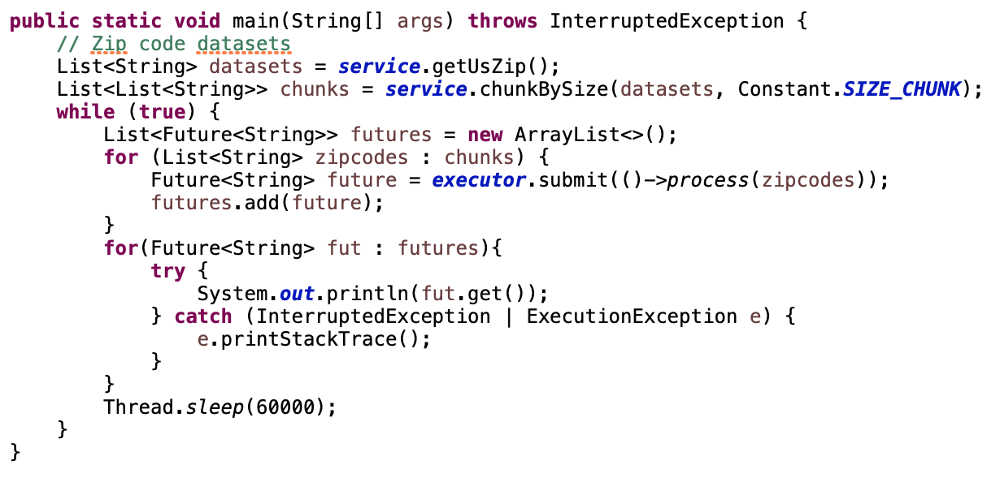 public static void main(String[] args) throws InterruptedException {
    // Zip code datasets
    List<String> datasets = service.getUsZip();
    List<List<String>> chunks = service.chunkBySize(datasets, Constant.SIZE_CHUNK);
    while (true) {
        List<Future<String>> futures = new ArrayList<>();
        for (List<String> zipcodes : chunks) {
            Future<String> future = executor.submit(()->process(zipcodes));
            futures.add(future);
        }
        for(Future<String> fut : futures){
            try {
                System.out.println(fut.get());
            } catch (InterruptedException | ExecutionException e) {
                e.printStackTrace();
            }
        }
        Thread.sleep(60000);
    }
}